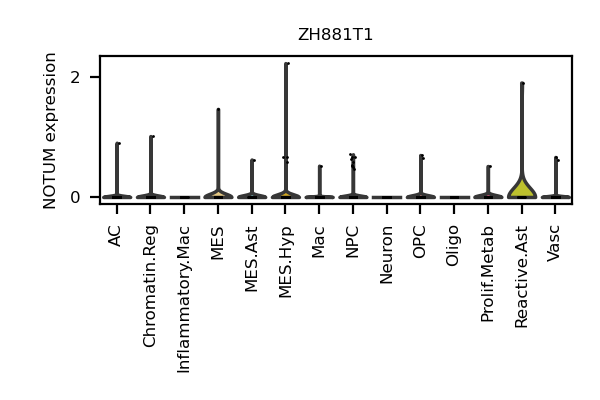 ZH881T1
NOTUM expression
2
0
AC
Chromatin.Reg
Inflammatory.Mac
MES
MES.Ast
MES.Hyp
Mac
NPC
Neuron
OPC
Oligo
Prolif.Metab
Reactive.Ast
Vasc